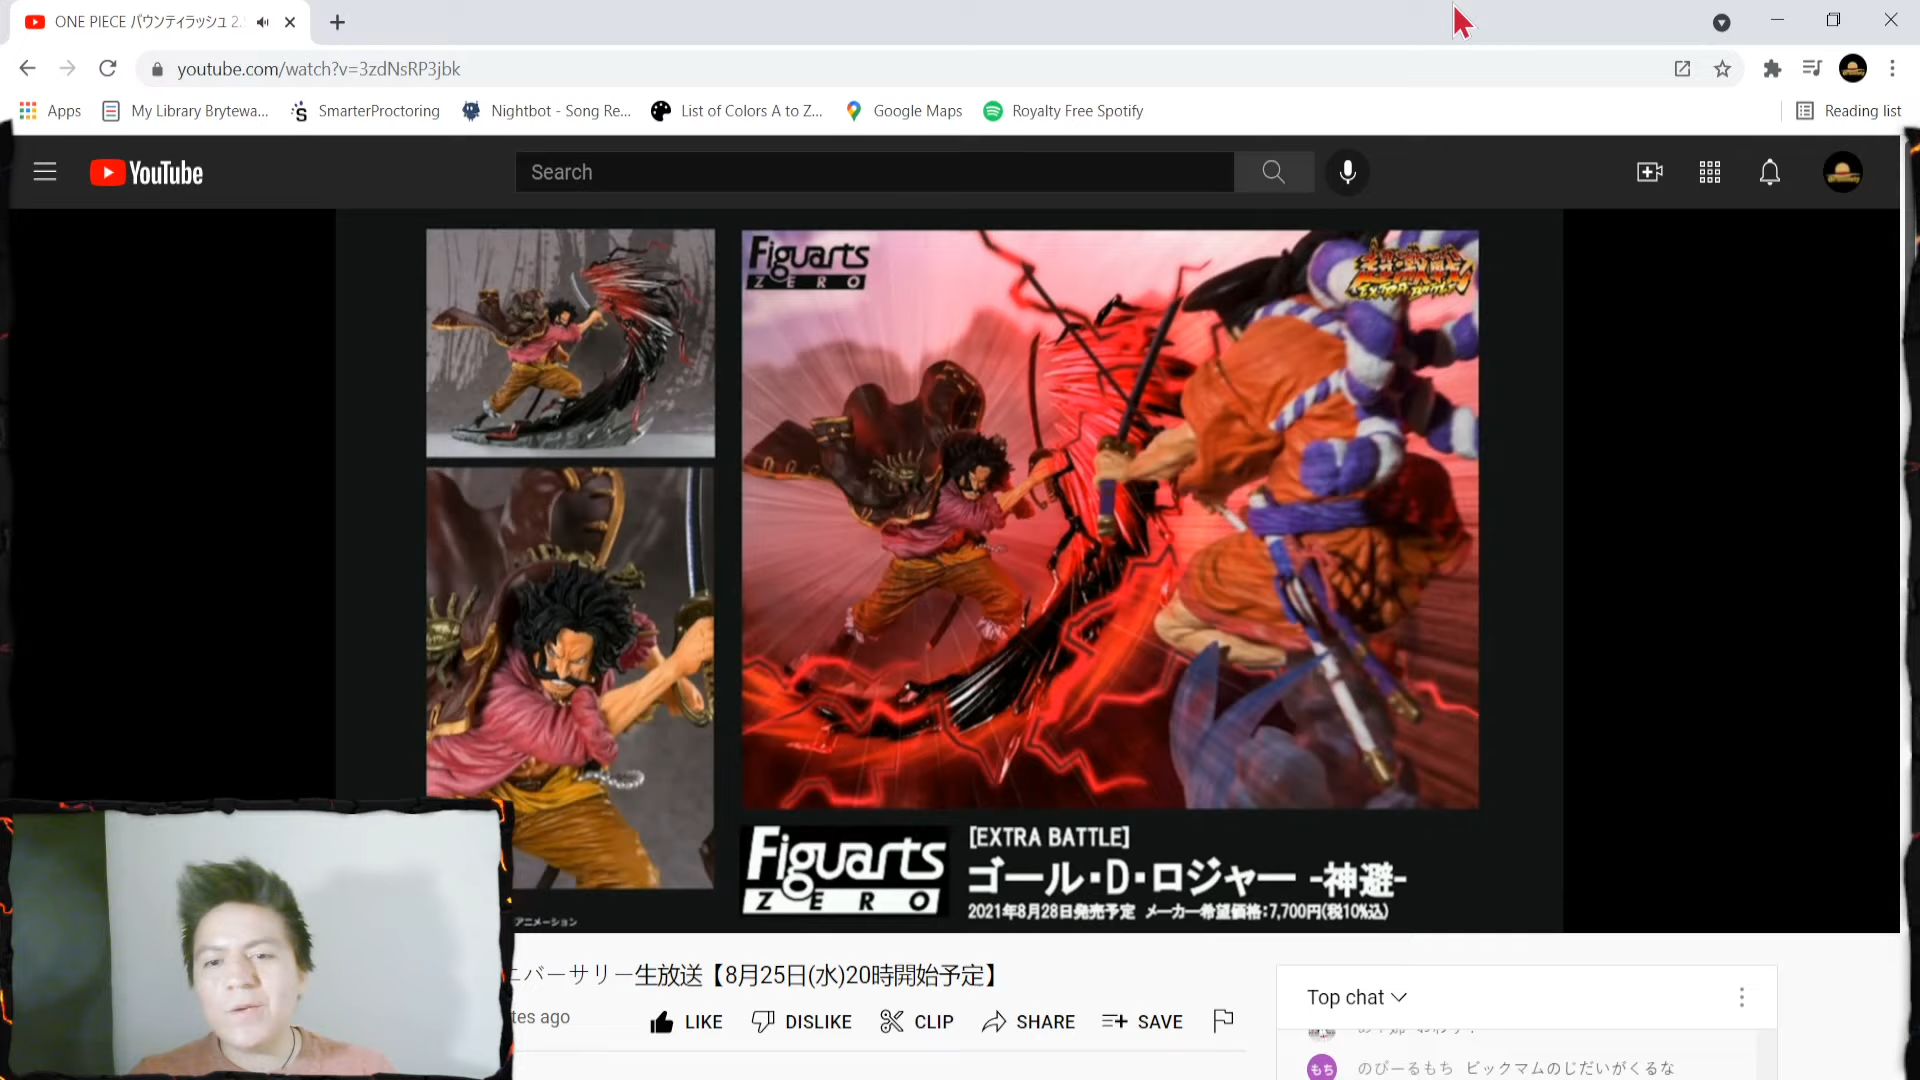 ONE PIECE バウンティラッシュ 2.
youtube.com/watch?v=3zdNsRP3jbk
Apps
My Library Brytewa...
SmarterProctoring
Nightbot - Song Re...
List of Colors A to Z...
Google Maps
Royalty Free Spotify
Reading list
YouTube
Search
Figuarts
ZERO
超激戦
EXTRA BATTLE
Figuarts
ZERO
[EXTRA BATTLE]
ゴール・D・ロジャー -神避-
2021年8月28日発売予定 メーカー希望価格:7,700円(税10%込)
アニメーション
ニバーサリー生放送【8月25日(水)20時開始予定】
tes ago
LIKE
DISLIKE
CLIP
SHARE
SAVE
Top chat
もち
のびーるもち ビックマムのじだいがくるな